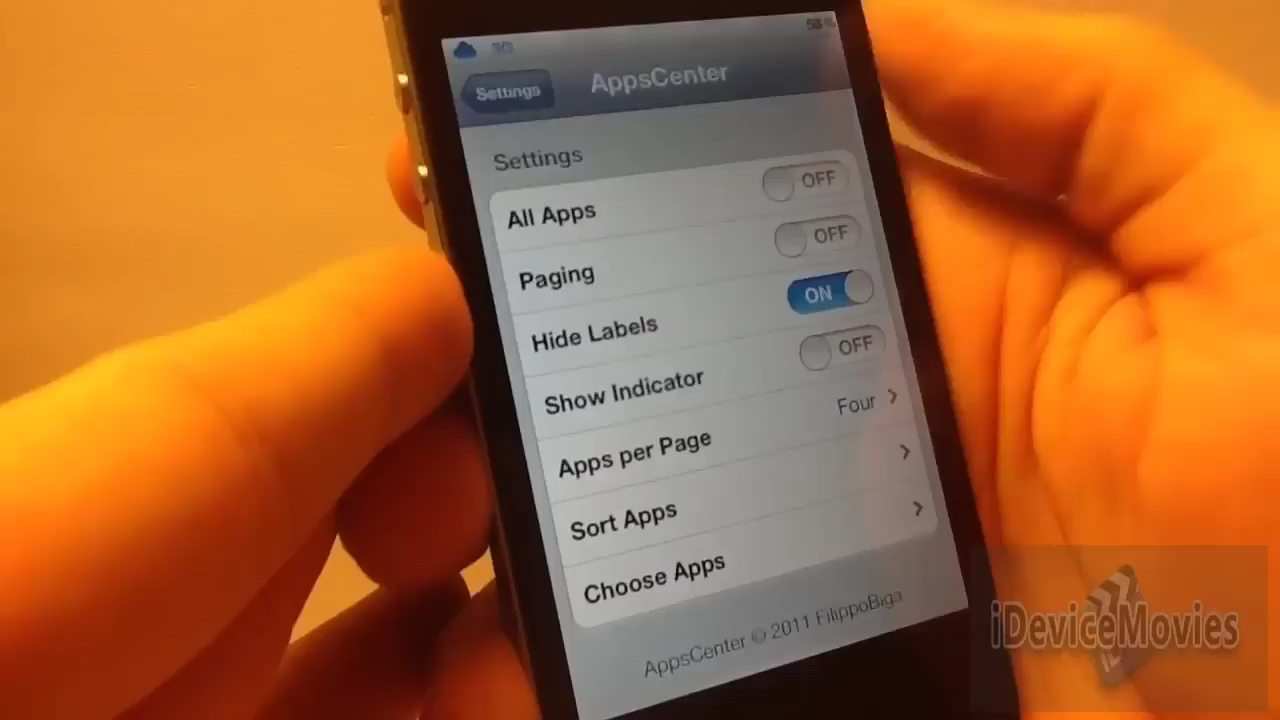 3G
58%
Settings
AppsCenter
Settings
All Apps
OFF
Paging
OFF
Hide Labels
ON
Show Indicator
OFF
Apps per Page
Four
Sort Apps
Choose Apps
AppsCenter © 2011 FilippoBiga
iDeviceMovies